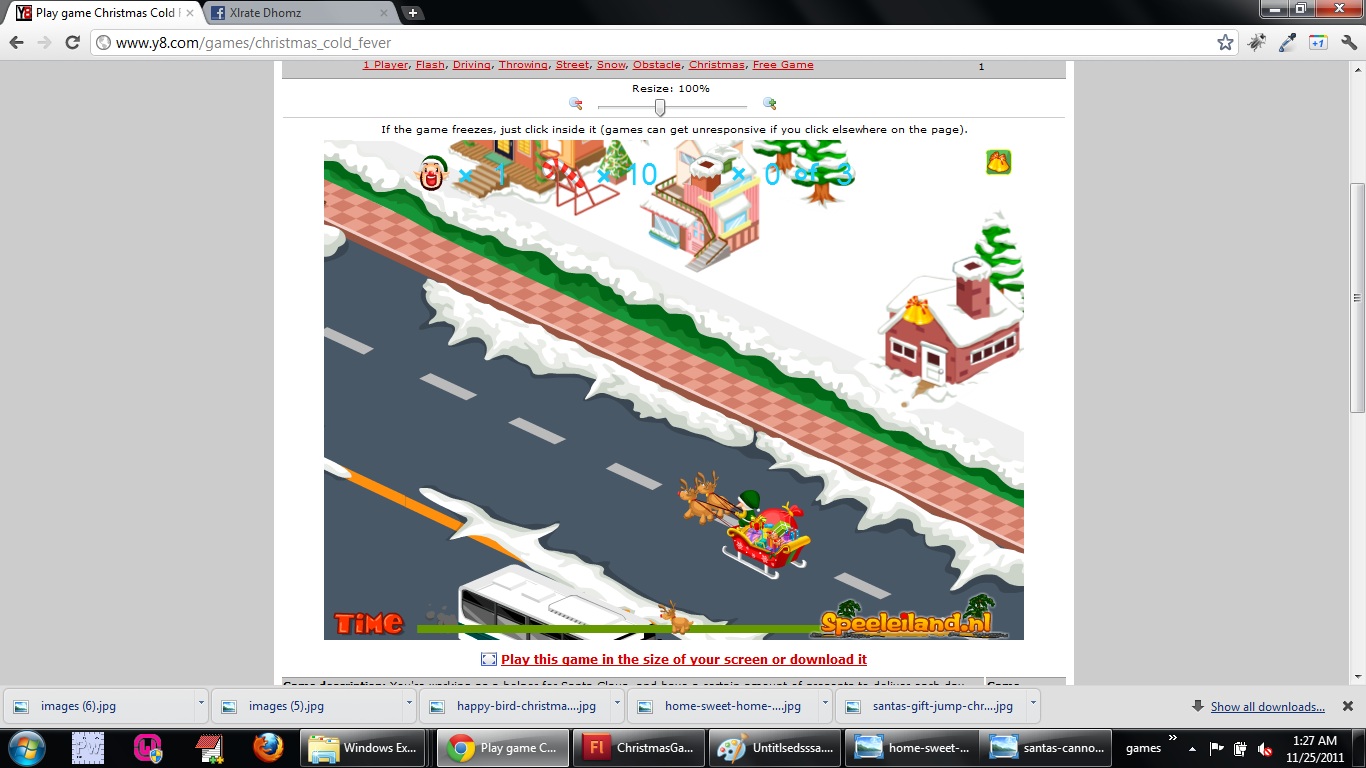 Play game Christmas Cold F
Xlrate Dhomz
www.y8.com/games/christmas_cold_fever
1 Player, Flash, Driving, Throwing, Street, Snow, Obstacle, Christmas, Free Game
1
Resize: 100%
If the game freezes, just click inside it (games can get unresponsive if you click elsewhere on the page).
× 1 × 10 × 0 of 3
TIME
Speeleiland.nl
Play this game in the size of your screen or download it
images (6).jpg
images (5).jpg
happy-bird-christma....jpg
home-sweet-home-....jpg
santas-gift-jump-chr....jpg
Show all downloads...
Windows Ex...
Play game C...
ChristmasGa...
Untitlsedsssa....
home-sweet-...
santas-canno...
games
1:27 AM
11/25/2011